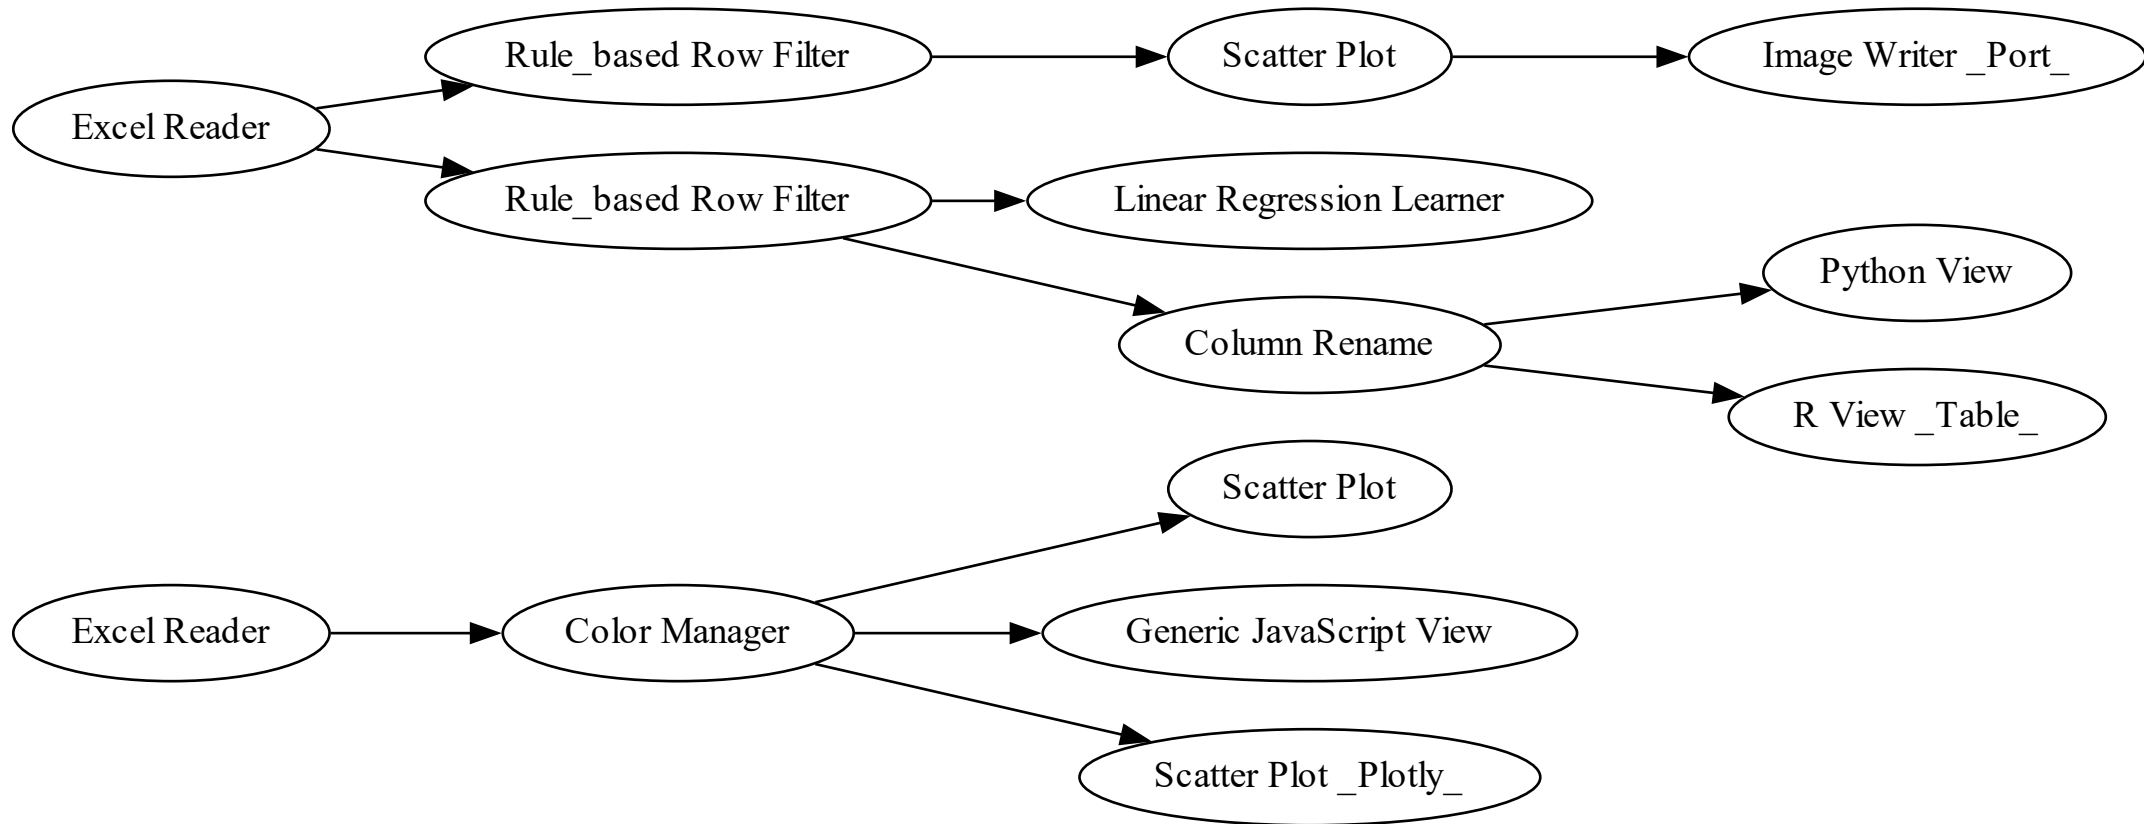 Rule_based Row Filter
Scatter Plot
Image Writer _Port_
Excel Reader
Rule_based Row Filter
Linear Regression Learner
Python View
Column Rename
R View _Table_
Scatter Plot
Excel Reader
Color Manager
Generic JavaScript View
Scatter Plot _Plotly_